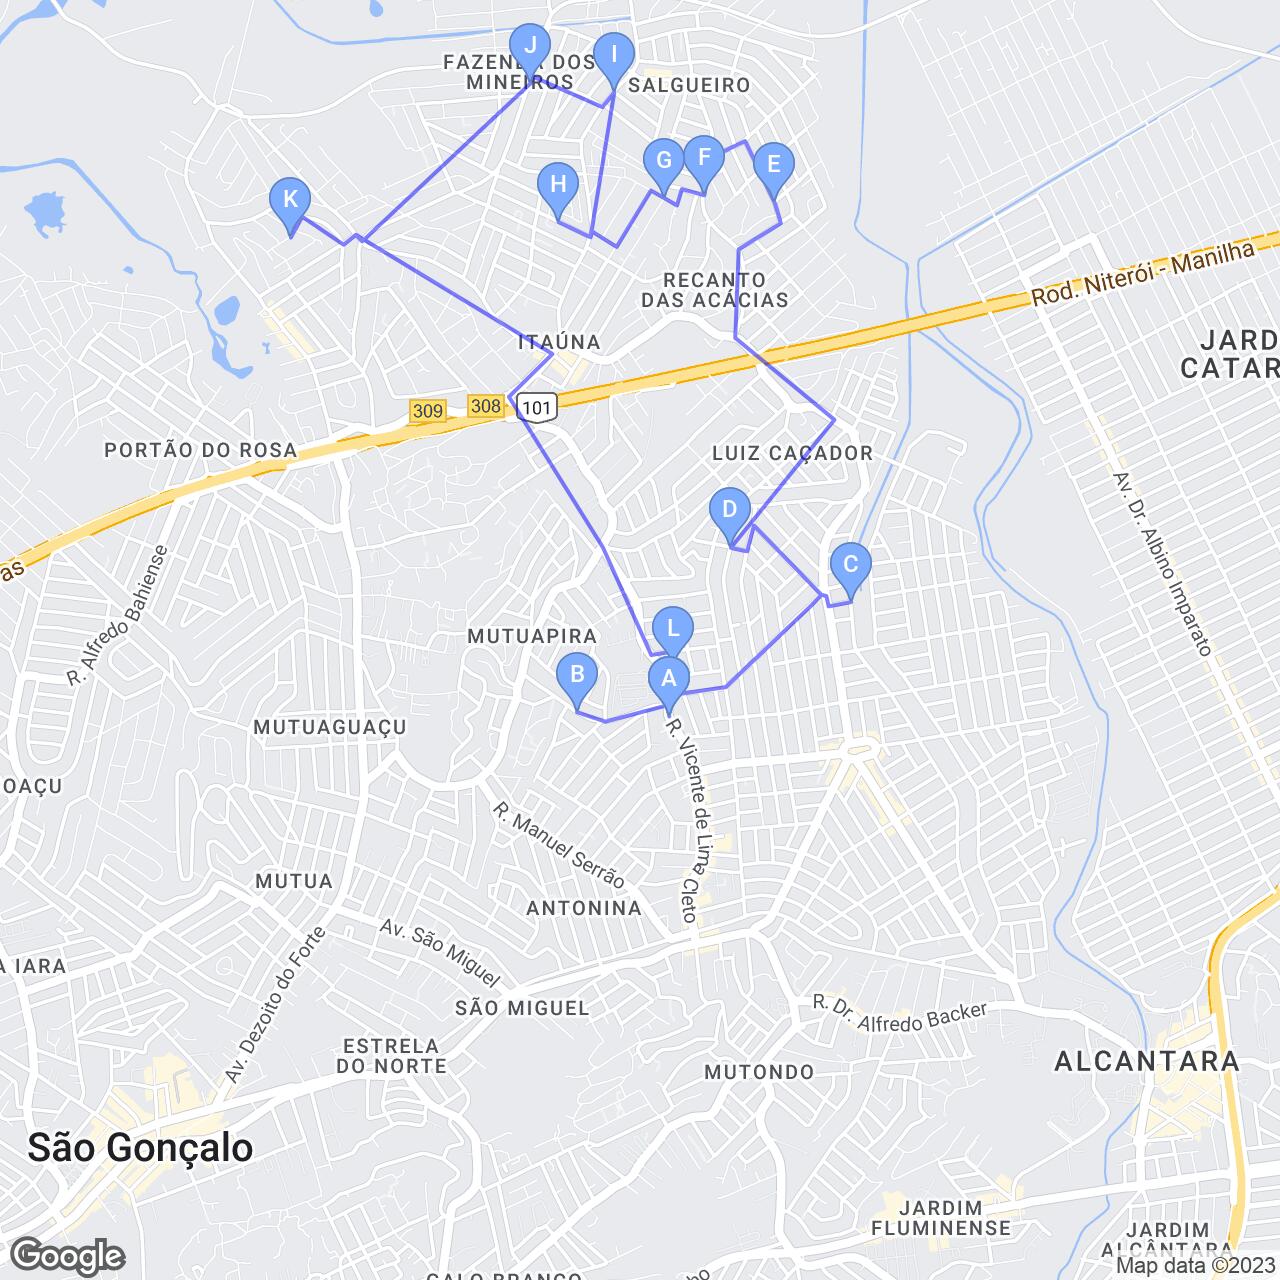 J
FAZENDA DOS
MINEIROS
I
SALGUEIRO
G
F
E
H
K
RECANTO
DAS ACÁCIAS
Rod. Niterói - Manilha
ITAÚNA
JARD
CATAR
309
308
101
PORTÃO DO ROSA
LUIZ CAÇADOR
Av. Dr. Albino Imparato
D
as
R. Alfredo Bahiense
C
MUTUAPIRA
L
B
A
MUTUAGUAÇU
R. Vicente de Lima Cleto
OAÇU
R. Manuel Serrão
MUTUA
ANTONINA
Av. São Miguel
Av. Dezoito do Forte
A IARA
SÃO MIGUEL
R. Dr. Alfredo Backer
ESTRELA
DO NORTE
ALCANTARA
MUTONDO
São Gonçalo
JARDIM
FLUMINENSE
JARDIM
ALCÂNTARA
Google
Map data ©2023